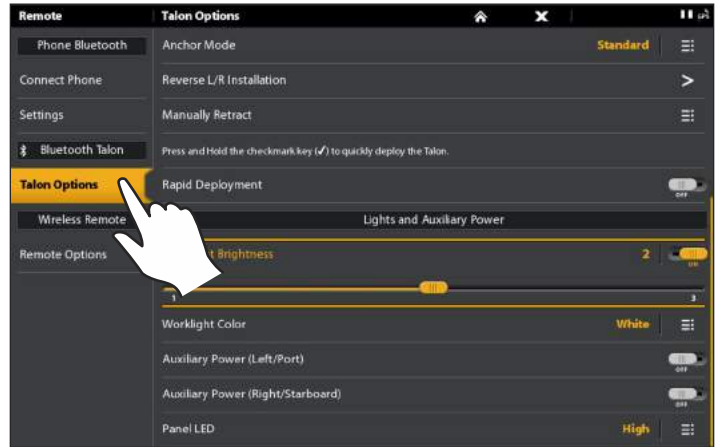 Remote
Talon Options
Phone Bluetooth
Anchor Mode
Standard
Connect Phone
Reverse L/R Installation
Settings
Manually Retract
Bluetooth Talon
Press and Hold the checkmark key (✓) to quickly deploy the Talon.
Talon Options
Rapid Deployment
OFF
Wireless Remote
Lights and Auxiliary Power
Remote Options
t Brightness
2
ON
1
3
Worklight Color
White
Auxiliary Power (Left/Port)
OFF
Auxiliary Power (Right/Starboard)
OFF
Panel LED
High